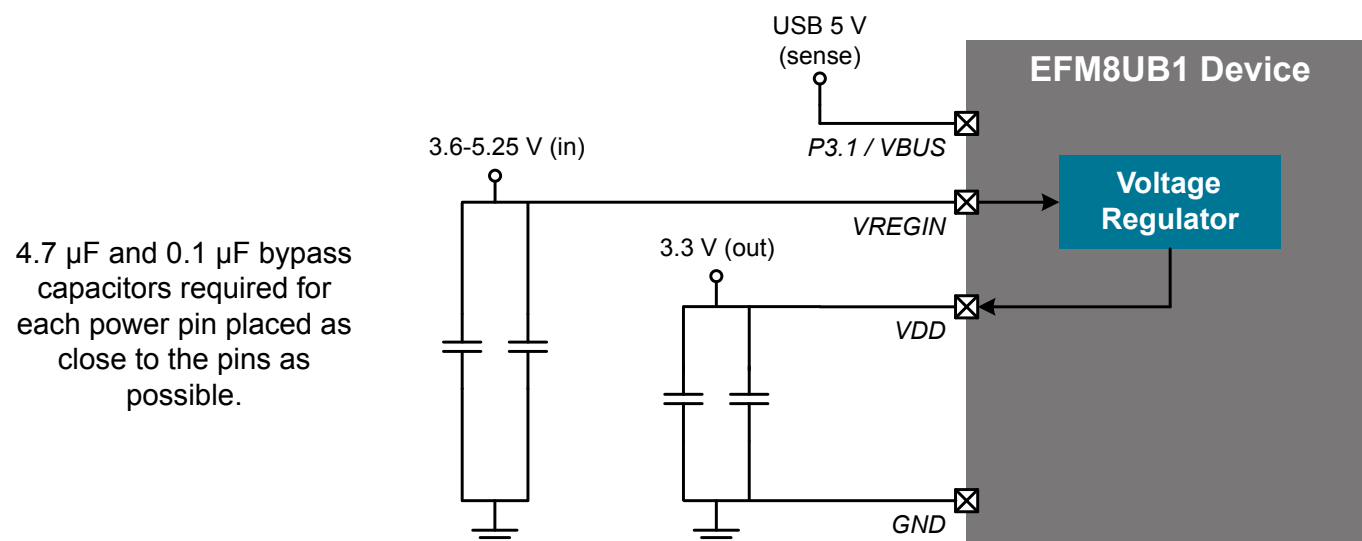 USB 5 V
(sense)
EFM8UB1 Device
P3.1 / VBUS
3.6-5.25 V (in)
Voltage
Regulator
VREGIN
3.3 V (out)
4.7 µF and 0.1 µF bypass
capacitors required for
each power pin placed as
close to the pins as
possible.
VDD
GND